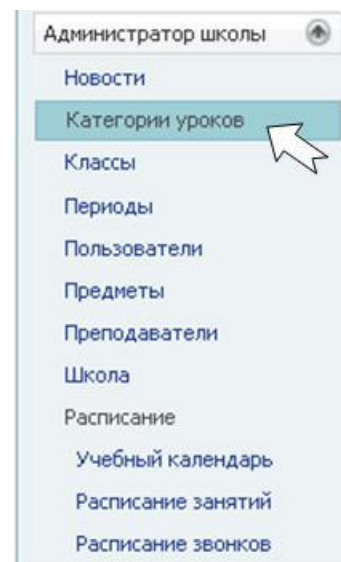 Администратор школы
Новости
Категории уроков
Классы
Периоды
Пользователи
Предметы
Преподаватели
Школа
Расписание
Учебный календарь
Расписание занятий
Расписание звонков